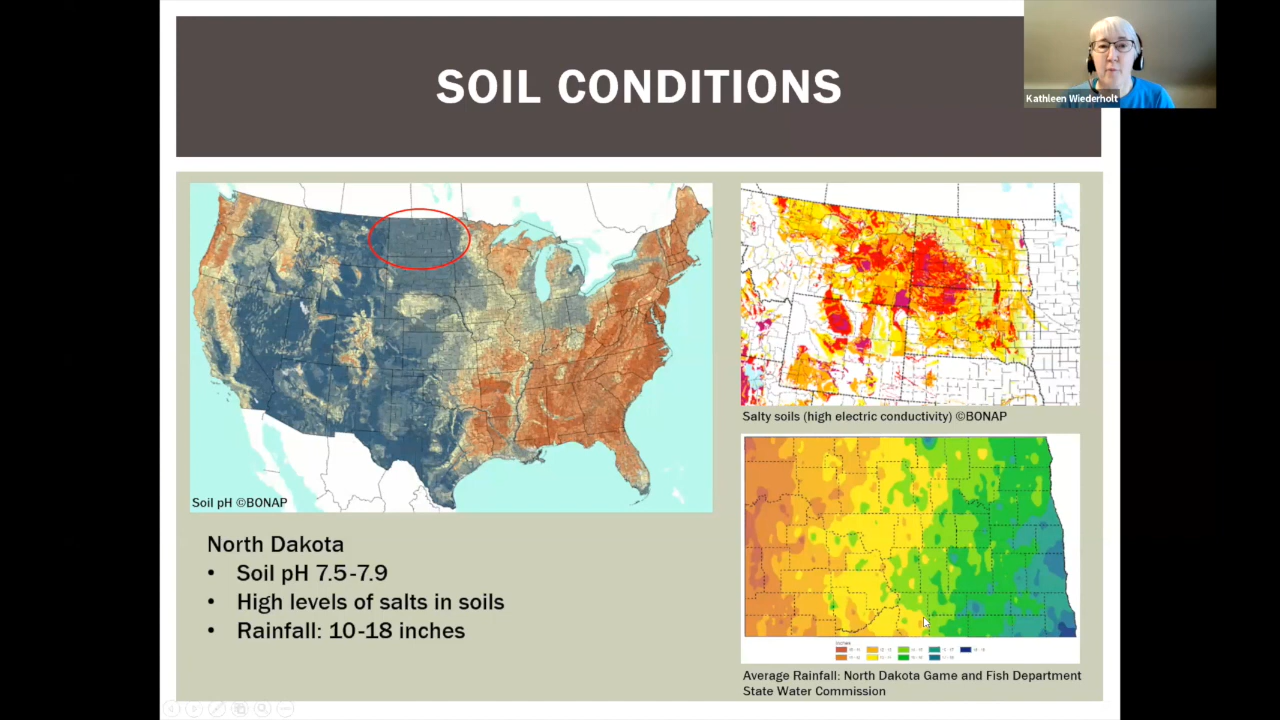 SOIL CONDITIONS
Kathleen Wiederholt
Soil pH ©BONAP
Salty soils (high electric conductivity) ©BONAP
North Dakota
• Soil pH 7.5-7.9
• High levels of salts in soils
• Rainfall: 10-18 inches
Average Rainfall: North Dakota Game and Fish Department
State Water Commission